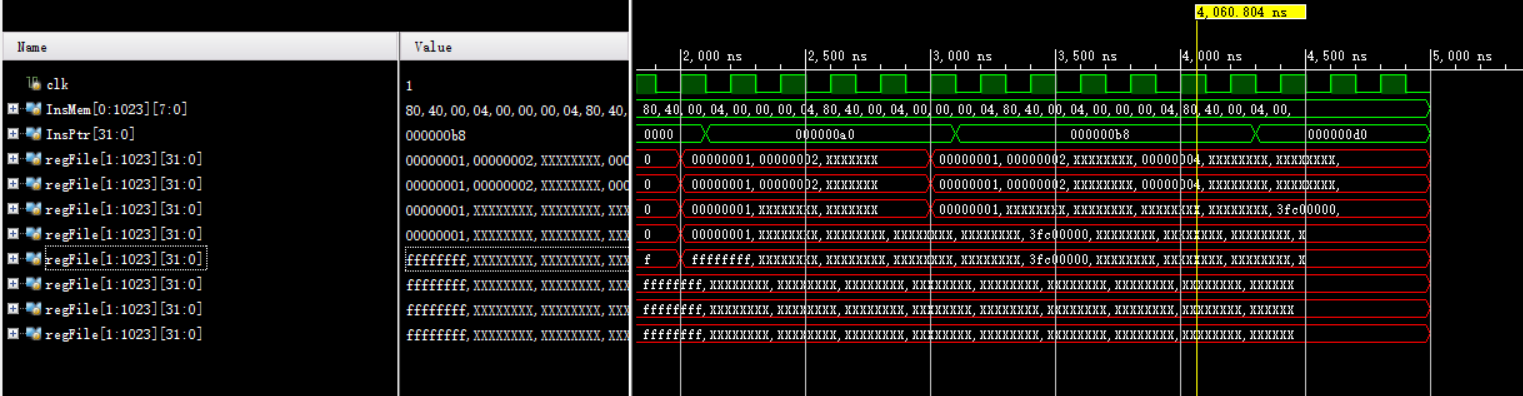 4,060.804 ns
Name Value 2,000 ns 2,500 ns 3,000 ns 3,500 ns 4,000 ns 4,500 ns 5,000 ns
clk 1
InsMem[0:1023][7:0] 80,40,00,04,00,00,00,04,80,40, 80,40,00,04,00,00,00,04,80,40,00,04,00,00,00,04,80,40,00,04,00,00,00,04,80,40,00,04,00,
InsPtr[31:0] 000000b8 0000 000000a0 000000b8 000000d0
regFile[1:1023][31:0] 00000001,00000002,XXXXXXXX,000 0 00000001,00000002,XXXXXXX 00000001,00000002,XXXXXXXX,00000004,XXXXXXXX,XXXXXXXX,
regFile[1:1023][31:0] 00000001,00000002,XXXXXXXX,000 0 00000001,00000002,XXXXXXX 00000001,00000002,XXXXXXXX,00000004,XXXXXXXX,XXXXXXXX,
regFile[1:1023][31:0] 00000001,XXXXXXXX,XXXXXXXX,XXX 0 00000001,XXXXXXXX,XXXXXXX 00000001,XXXXXXXX,XXXXXXXX,XXXXXXXX,XXXXXXXX,3fc00000,
regFile[1:1023][31:0] 00000001,XXXXXXXX,XXXXXXXX,XXX 0 00000001,XXXXXXXX,XXXXXXXX,XXXXXXXX,XXXXXXXX,3fc00000,XXXXXXXX,XXXXXXXX,XXXXXXXX,X
regFile[1:1023][31:0] ffffffff,XXXXXXXX,XXXXXXXX,XXX f ffffffff,XXXXXXXX,XXXXXXXX,XXXXXXXX,XXXXXXXX,3fc00000,XXXXXXXX,XXXXXXXX,XXXXXXXX,X
regFile[1:1023][31:0] ffffffff,XXXXXXXX,XXXXXXXX,XXX ffffffff,XXXXXXXX,XXXXXXXX,XXXXXXXX,XXXXXXXX,XXXXXXXX,XXXXXXXX,XXXXXXXX,XXXXXXXX,XXXXXX
regFile[1:1023][31:0] ffffffff,XXXXXXXX,XXXXXXXX,XXX ffffffff,XXXXXXXX,XXXXXXXX,XXXXXXXX,XXXXXXXX,XXXXXXXX,XXXXXXXX,XXXXXXXX,XXXXXXXX,XXXXXX
regFile[1:1023][31:0] ffffffff,XXXXXXXX,XXXXXXXX,XXX ffffffff,XXXXXXXX,XXXXXXXX,XXXXXXXX,XXXXXXXX,XXXXXXXX,XXXXXXXX,XXXXXXXX,XXXXXXXX,XXXXXX